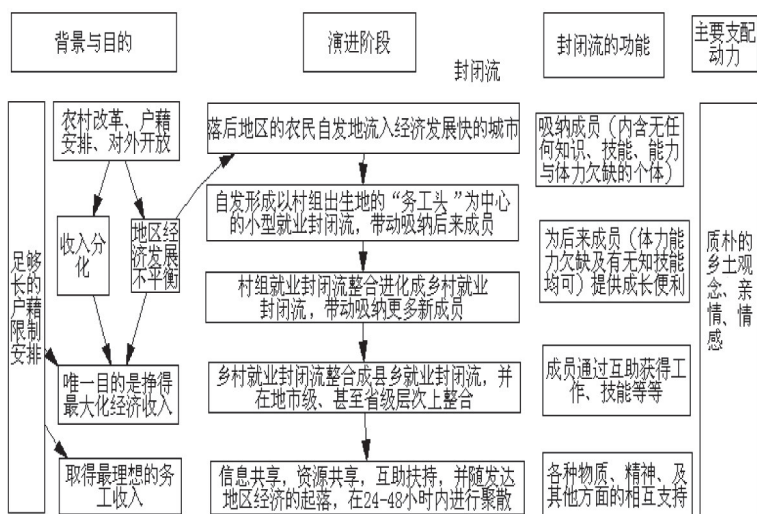 背景与目的
演进阶段
封闭流的功能
主要支配
动力
封闭流
足够
长的
户藉
限制
安排
农村改革、户藉
安排、对外开放
收入分
化
地区经
济发展
不平衡
唯一目的是挣得
最大化经济收入
取得最理想的务
工收入
落后地区的农民自发地流入经济发展快的城市
自发形成以村组出生地的“务工头”为中心
的小型就业封闭流，带动吸纳后来成员
村组就业封闭流整合进化成乡村就业
封闭流，带动吸纳更多新成员
乡村就业封闭流整合成县乡就业封闭流，并
在地市级、甚至省级层次上整合
信息共享，资源共享，互助扶持，并随发达
地区经济的起落，在24-48小时内进行聚散
吸纳成员（内含无任
何知识、技能、能力
与体力欠缺的个体）
为后来成员（体力能
力欠缺及有无知技能
均可）提供成长便利
成员通过互助获得工
作、技能等等
各种物质、精神、及
其他方面的相互支持
质朴的
乡土观
念、亲
情、情
感